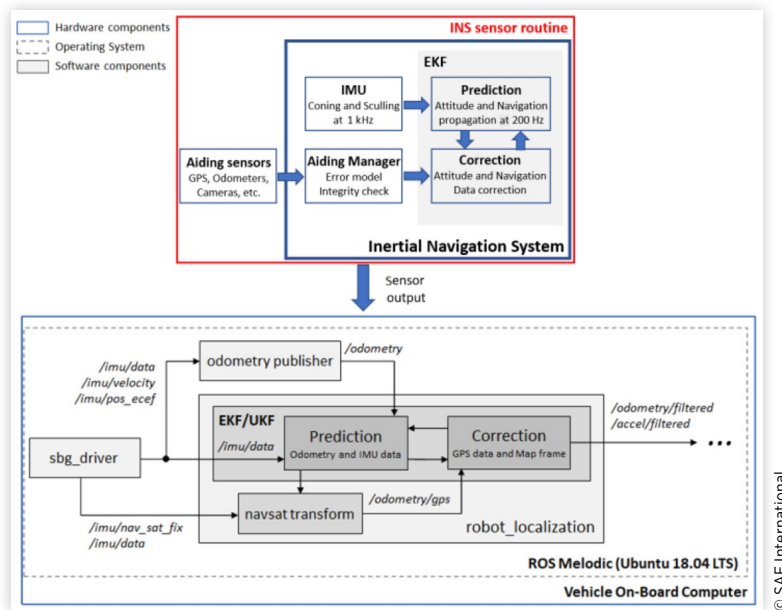 Hardware components
Operating System
Software components
INS sensor routine
EKF
IMU
Coning and Sculling
at 1 kHz
Prediction
Attitude and Navigation
propagation at 200 Hz
Aiding sensors
GPS, Odometers,
Cameras, etc.
Aiding Manager
Error model
Integrity check
Correction
Attitude and Navigation
Data correction
Inertial Navigation System
Sensor
output
/imu/data
/imu/velocity
/imu/pos_ecef
odometry publisher
/odometry
/odometry/filtered
/accel/filtered
...
EKF/UKF
/imu/data
Prediction
Odometry and IMU data
Correction
GPS data and Map frame
sbg_driver
navsat transform
/odometry/gps
/imu/nav_sat_fix
/imu/data
robot_localization
ROS Melodic (Ubuntu 18.04 LTS)
Vehicle On-Board Computer
© SAE International